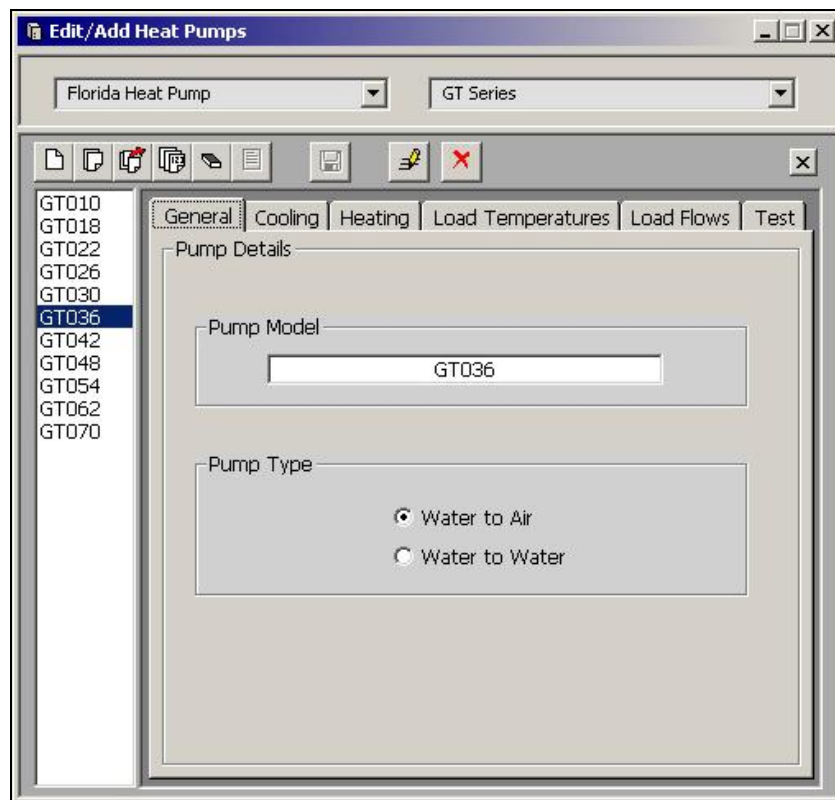 Edit/Add Heat Pumps
Florida Heat Pump GT Series
GT010
GT018
GT022
GT026
GT030
GT036
GT042
GT048
GT054
GT062
GT070
General Cooling Heating Load Temperatures Load Flows Test
Pump Details
Pump Model
GT036
Pump Type
Water to Air
Water to Water